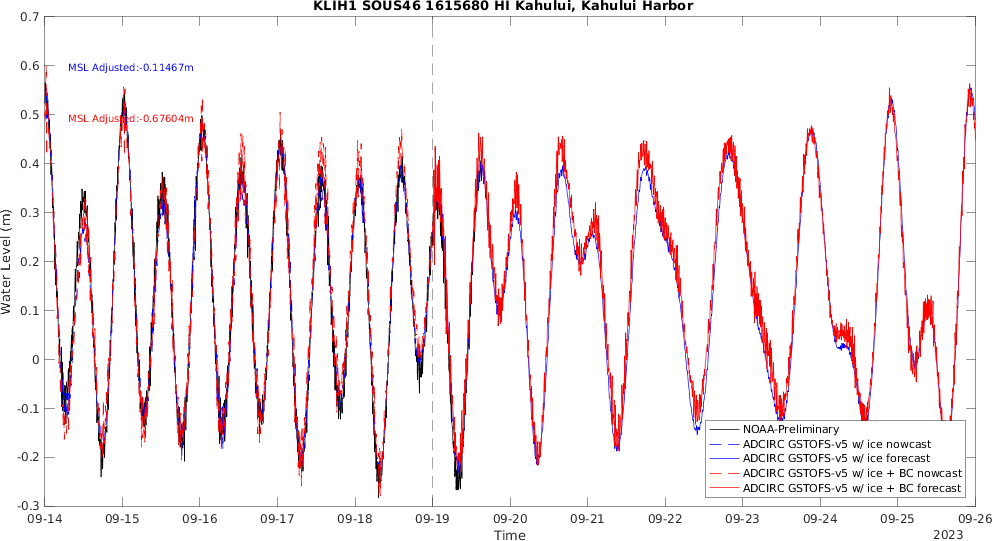 KLIH1 SOUS46 1615680 HI Kahului, Kahului Harbor
0.7
0.6
0.5
0.4
0.3
0.2
0.1
0
-0.1
-0.2
-0.3
Water Level (m)
MSL Adjusted:-0.11467m
MSL Adjusted:-0.67604m
NOAA-Preliminary
ADCIRC GSTOFS-v5 w/ ice nowcast
ADCIRC GSTOFS-v5 w/ ice forecast
ADCIRC GSTOFS-v5 w/ ice + BC nowcast
ADCIRC GSTOFS-v5 w/ ice + BC forecast
09-14 09-15 09-16 09-17 09-18 09-19 09-20 09-21 09-22 09-23 09-24 09-25 09-26
Time
2023